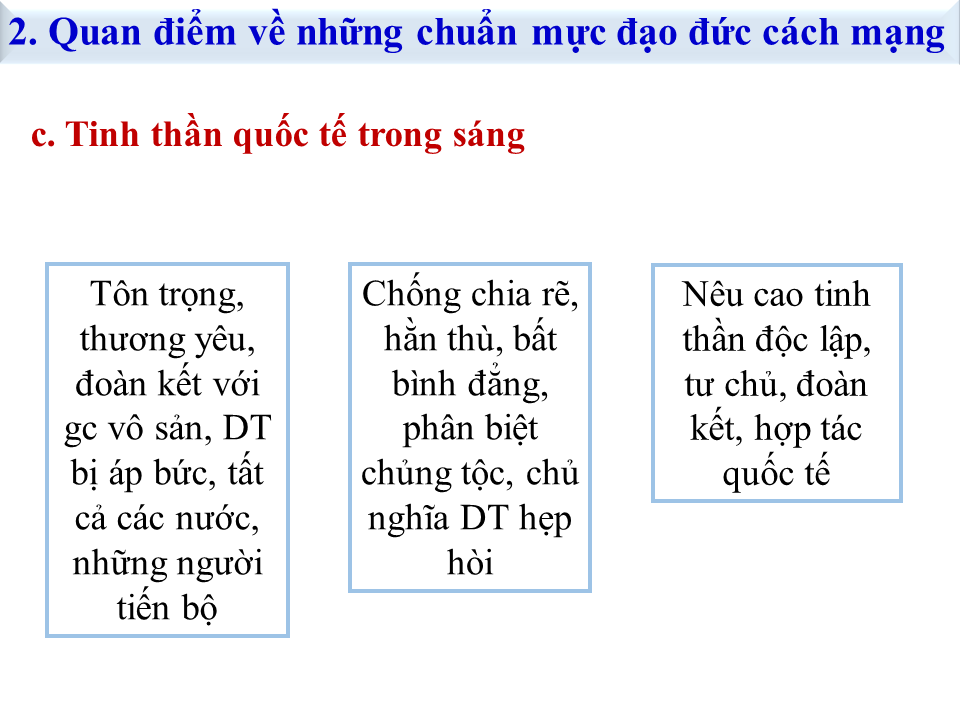 2. Quan điểm về những chuẩn mực đạo đức cách mạng
c. Tinh thần quốc tế trong sáng
Tôn trọng,
thương yêu,
đoàn kết với
gc vô sản, DT
bị áp bức, tất
cả các nước,
những người
tiến bộ
Chống chia rẽ,
hằn thù, bất
bình đẳng,
phân biệt
chủng tộc, chủ
nghĩa DT hẹp
hòi
Nêu cao tinh
thần độc lập,
tư chủ, đoàn
kết, hợp tác
quốc tế